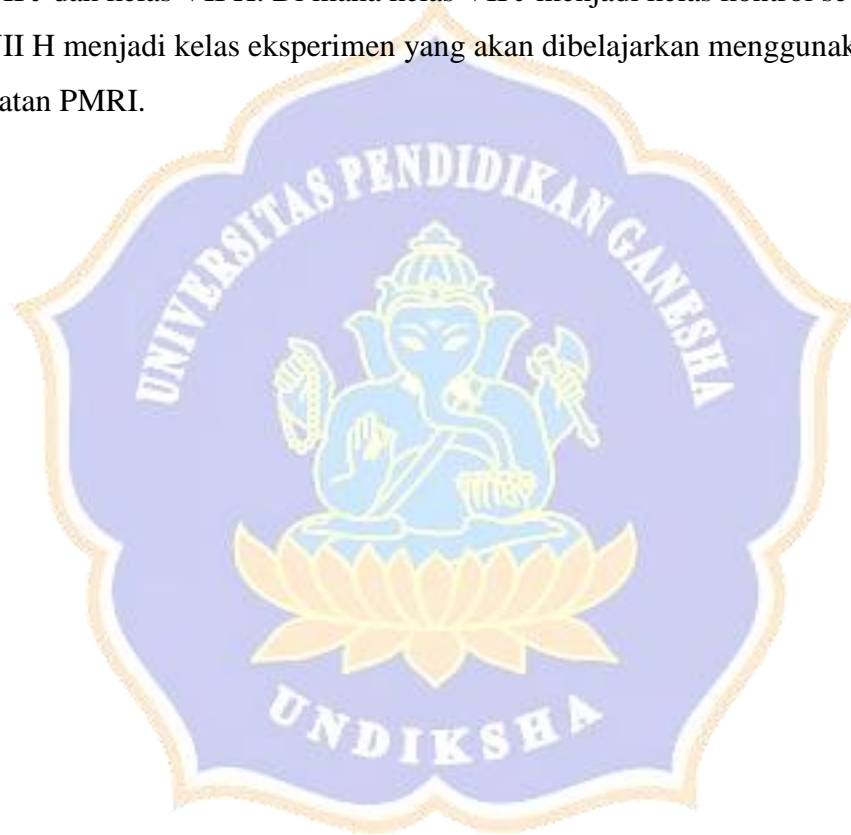 dan kelas VII H. Di mana kelas VII J menjadi kelas kontrol se
VII H menjadi kelas eksperimen yang akan dibelajarkan menggunak
atan PMRI.
UNIVERSITAS PENDIDIKAN GANESHA
UNDIKSHA